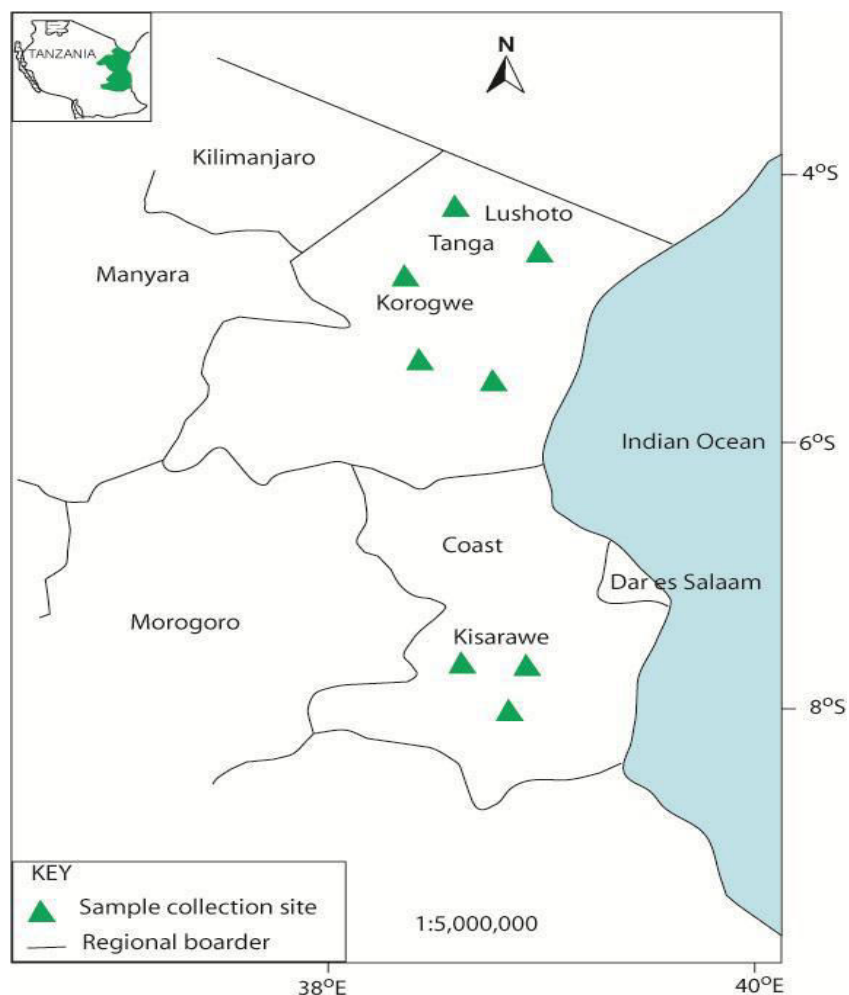 TANZANIA
N
Kilimanjaro
4°S
Lushoto
Tanga
Manyara
Korogwe
Indian Ocean
6°S
Coast
Dar es Salaam
Morogoro
Kisarawe
8°S
KEY
Sample collection site
1:5,000,000
Regional boarder
38°E
40°E